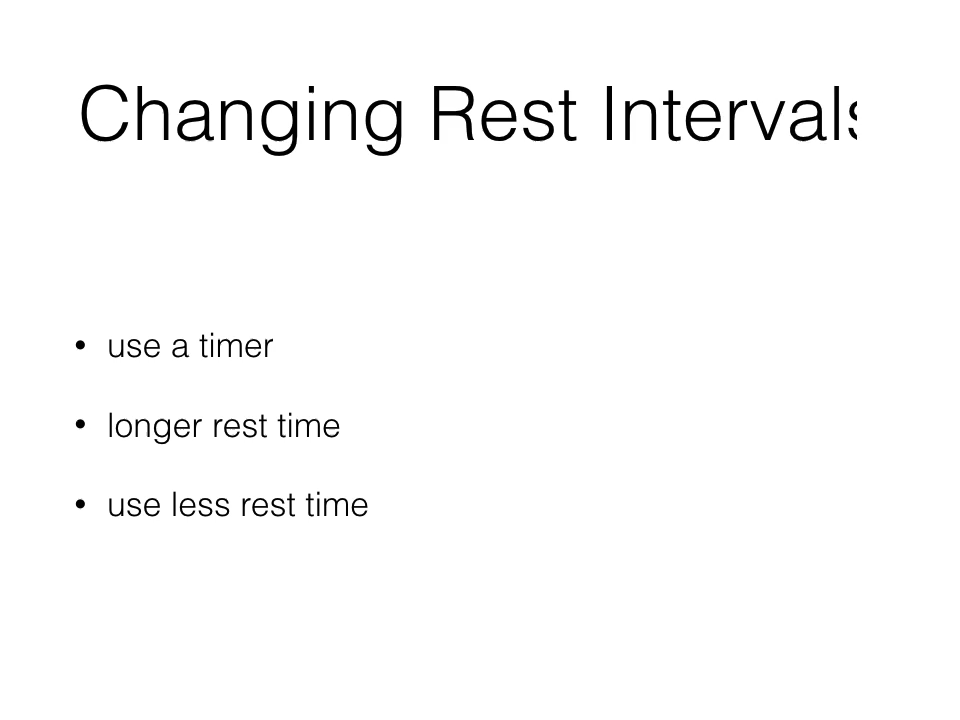 Changing Rest Intervals
• use a timer
• longer rest time
• use less rest time